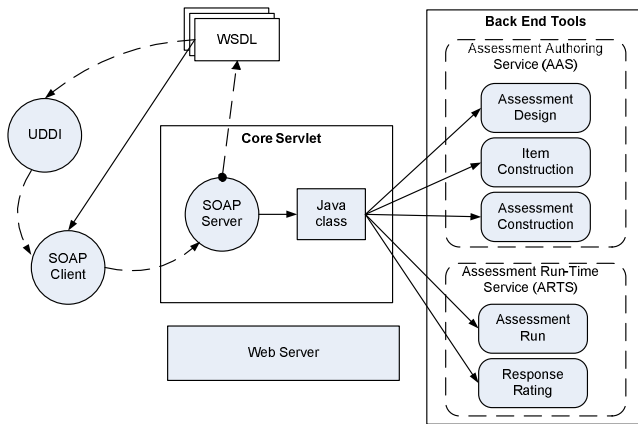 WSDL
UDDI
SOAP
Client
Core Servlet
SOAP
Server
Java
class
Web Server
Back End Tools
Assessment Authoring
Service (AAS)
Assessment
Design
Item
Construction
Assessment
Construction
Assessment Run-Time
Service (ARTS)
Assessment
Run
Response
Rating